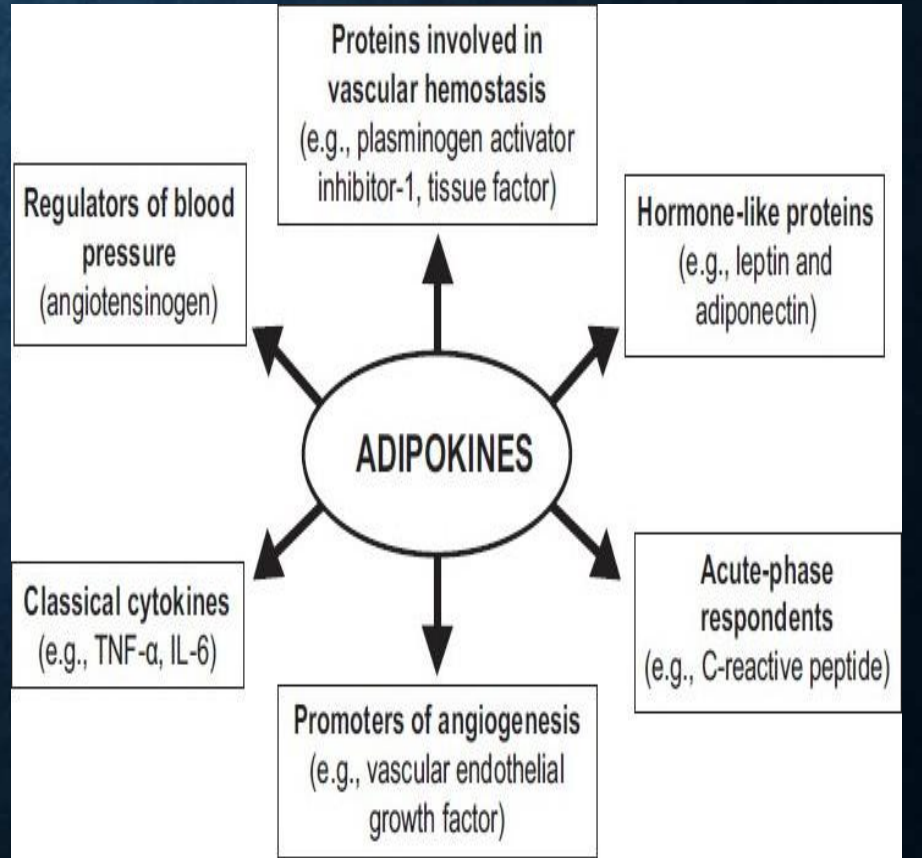 Proteins involved in
vascular hemostasis
(e.g., plasminogen activator
inhibitor-1, tissue factor)
Regulators of blood
pressure
(angiotensinogen)
Hormone-like proteins
(e.g., leptin and
adiponectin)
ADIPOKINES
Classical cytokines
(e.g., TNF-α, IL-6)
Acute-phase
respondents
(e.g., C-reactive peptide)
Promoters of angiogenesis
(e.g., vascular endothelial
growth factor)